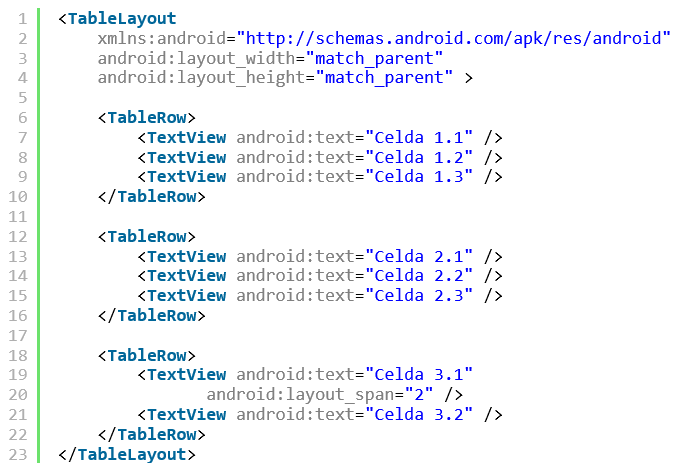 1 <TableLayout
2     xmlns:android="http://schemas.android.com/apk/res/android"
3     android:layout_width="match_parent"
4     android:layout_height="match_parent" >
5
6     <TableRow>
7         <TextView android:text="Celda 1.1" />
8         <TextView android:text="Celda 1.2" />
9         <TextView android:text="Celda 1.3" />
10     </TableRow>
11
12     <TableRow>
13         <TextView android:text="Celda 2.1" />
14         <TextView android:text="Celda 2.2" />
15         <TextView android:text="Celda 2.3" />
16     </TableRow>
17
18     <TableRow>
19         <TextView android:text="Celda 3.1"
20                android:layout_span="2" />
21         <TextView android:text="Celda 3.2" />
22     </TableRow>
23 </TableLayout>